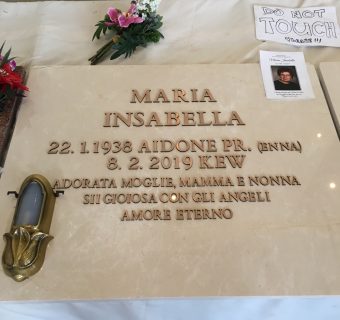 DO NOT
TOUCH
PLEASE!!!
MARIA
INSABELLA
22.1.1938 AIDONE PR. (ENNA)
8.2.2019 KEW
ADORATA MOGLIE, MAMMA E NONNA
SII GIOIOSA CON GLI ANGELI
AMORE ETERNO